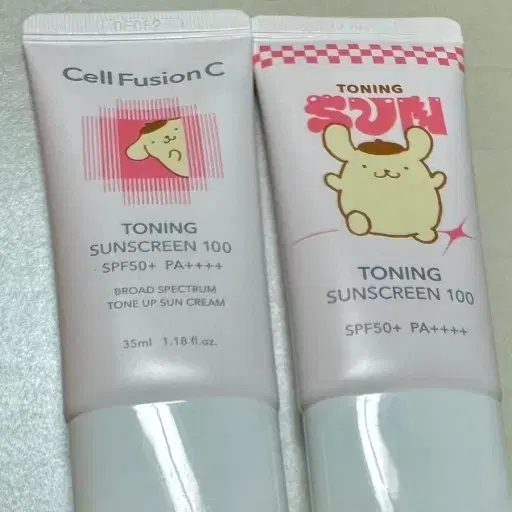 Cell Fusion C
TONING
SUNSCREEN 100
SPF50+ PA++++
BROAD SPECTRUM
TONE UP SUN CREAM
35ml 1.18 fl.oz.
TONING
SUN
TONING
SUNSCREEN 100
SPF50+ PA++++